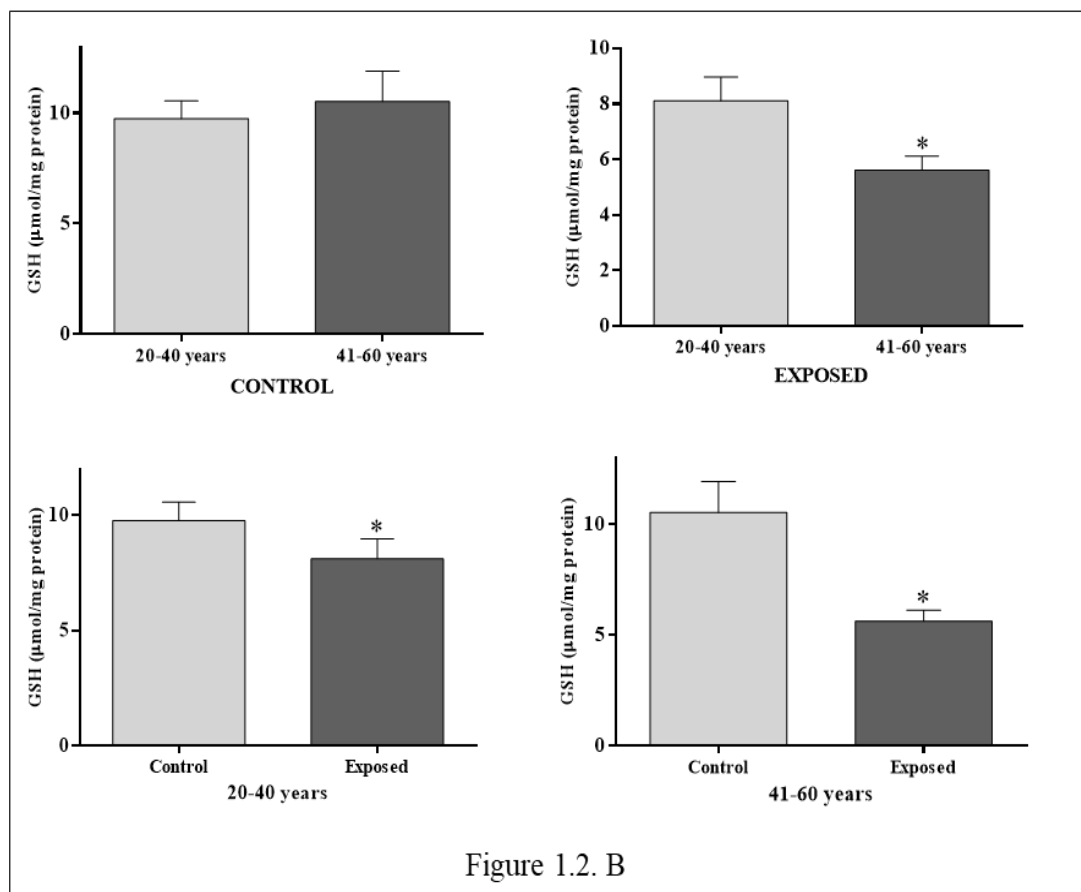 GSH (μmol/mg protein)
10
5
0
20-40 years
41-60 years
CONTROL
GSH (μmol/mg protein)
10
8
6
4
2
0
*
20-40 years
41-60 years
EXPOSED
GSH (μmol/mg protein)
10
5
0
*
Control
Exposed
20-40 years
GSH (μmol/mg protein)
10
5
0
*
Control
Exposed
41-60 years
Figure 1.2. B